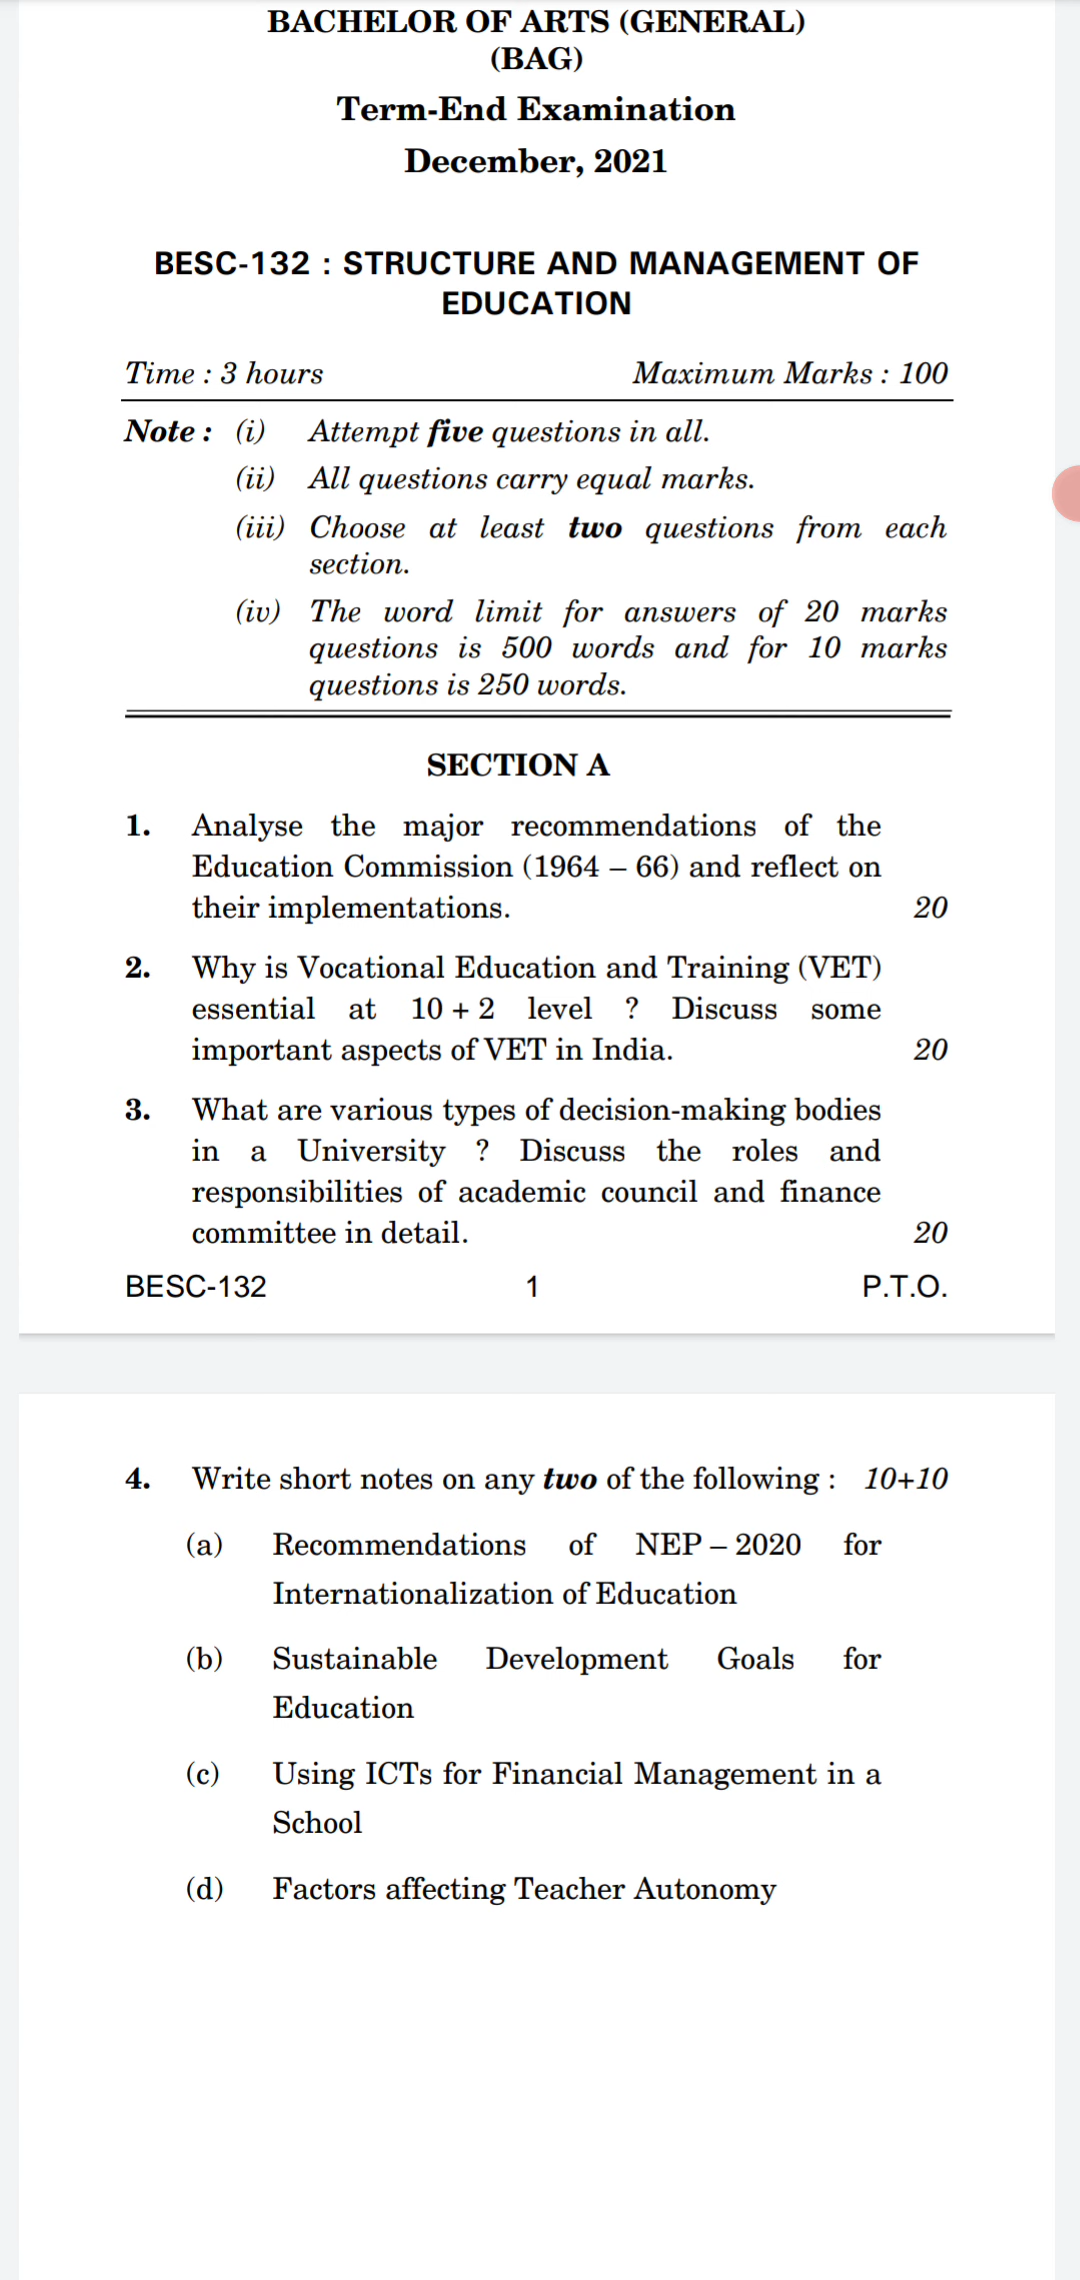 BACHELOR OF ARTS (GENERAL)
(BAG)
Term-End Examination
December, 2021
BESC-132 : STRUCTURE AND MANAGEMENT OF
EDUCATION
Time : 3 hours Maximum Marks : 100
Note : (i) Attempt five questions in all.
(ii) All questions carry equal marks.
(iii) Choose at least two questions from each
section.
(iv) The word limit for answers of 20 marks
questions is 500 words and for 10 marks
questions is 250 words.
SECTION A
1. Analyse the major recommendations of the
Education Commission (1964 – 66) and reflect on
their implementations. 20
2. Why is Vocational Education and Training (VET)
essential at 10 + 2 level ? Discuss some
important aspects of VET in India. 20
3. What are various types of decision-making bodies
in a University ? Discuss the roles and
responsibilities of academic council and finance
committee in detail. 20
BESC-132 1 P.T.O.
4. Write short notes on any two of the following : 10+10
(a) Recommendations of NEP – 2020 for
Internationalization of Education
(b) Sustainable Development Goals for
Education
(c) Using ICTs for Financial Management in a
School
(d) Factors affecting Teacher Autonomy